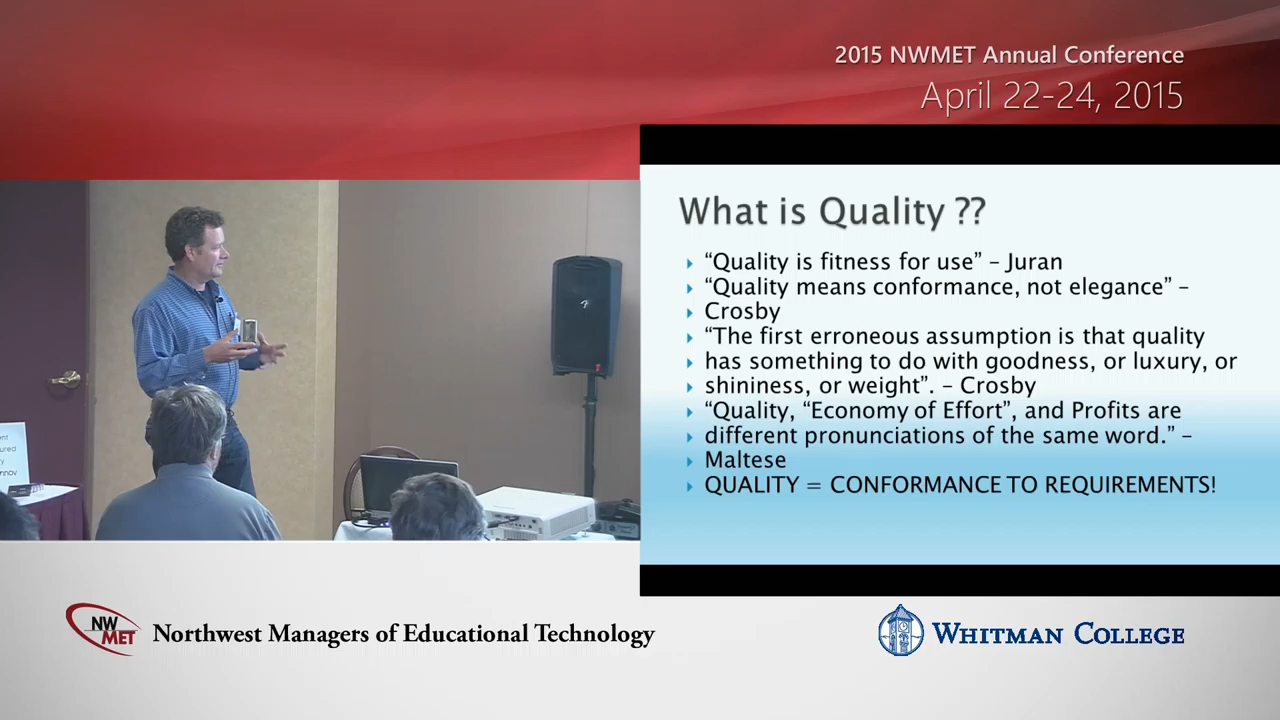 2015 NWMET Annual Conference
April 22-24, 2015
What is Quality ??
“Quality is fitness for use” – Juran
“Quality means conformance, not elegance” –
Crosby
“The first erroneous assumption is that quality
has something to do with goodness, or luxury, or
shininess, or weight”. – Crosby
“Quality, “Economy of Effort”, and Profits are
different pronunciations of the same word.” –
Maltese
QUALITY = CONFORMANCE TO REQUIREMENTS!
NW
MET
Northwest Managers of Educational Technology
WHITMAN COLLEGE